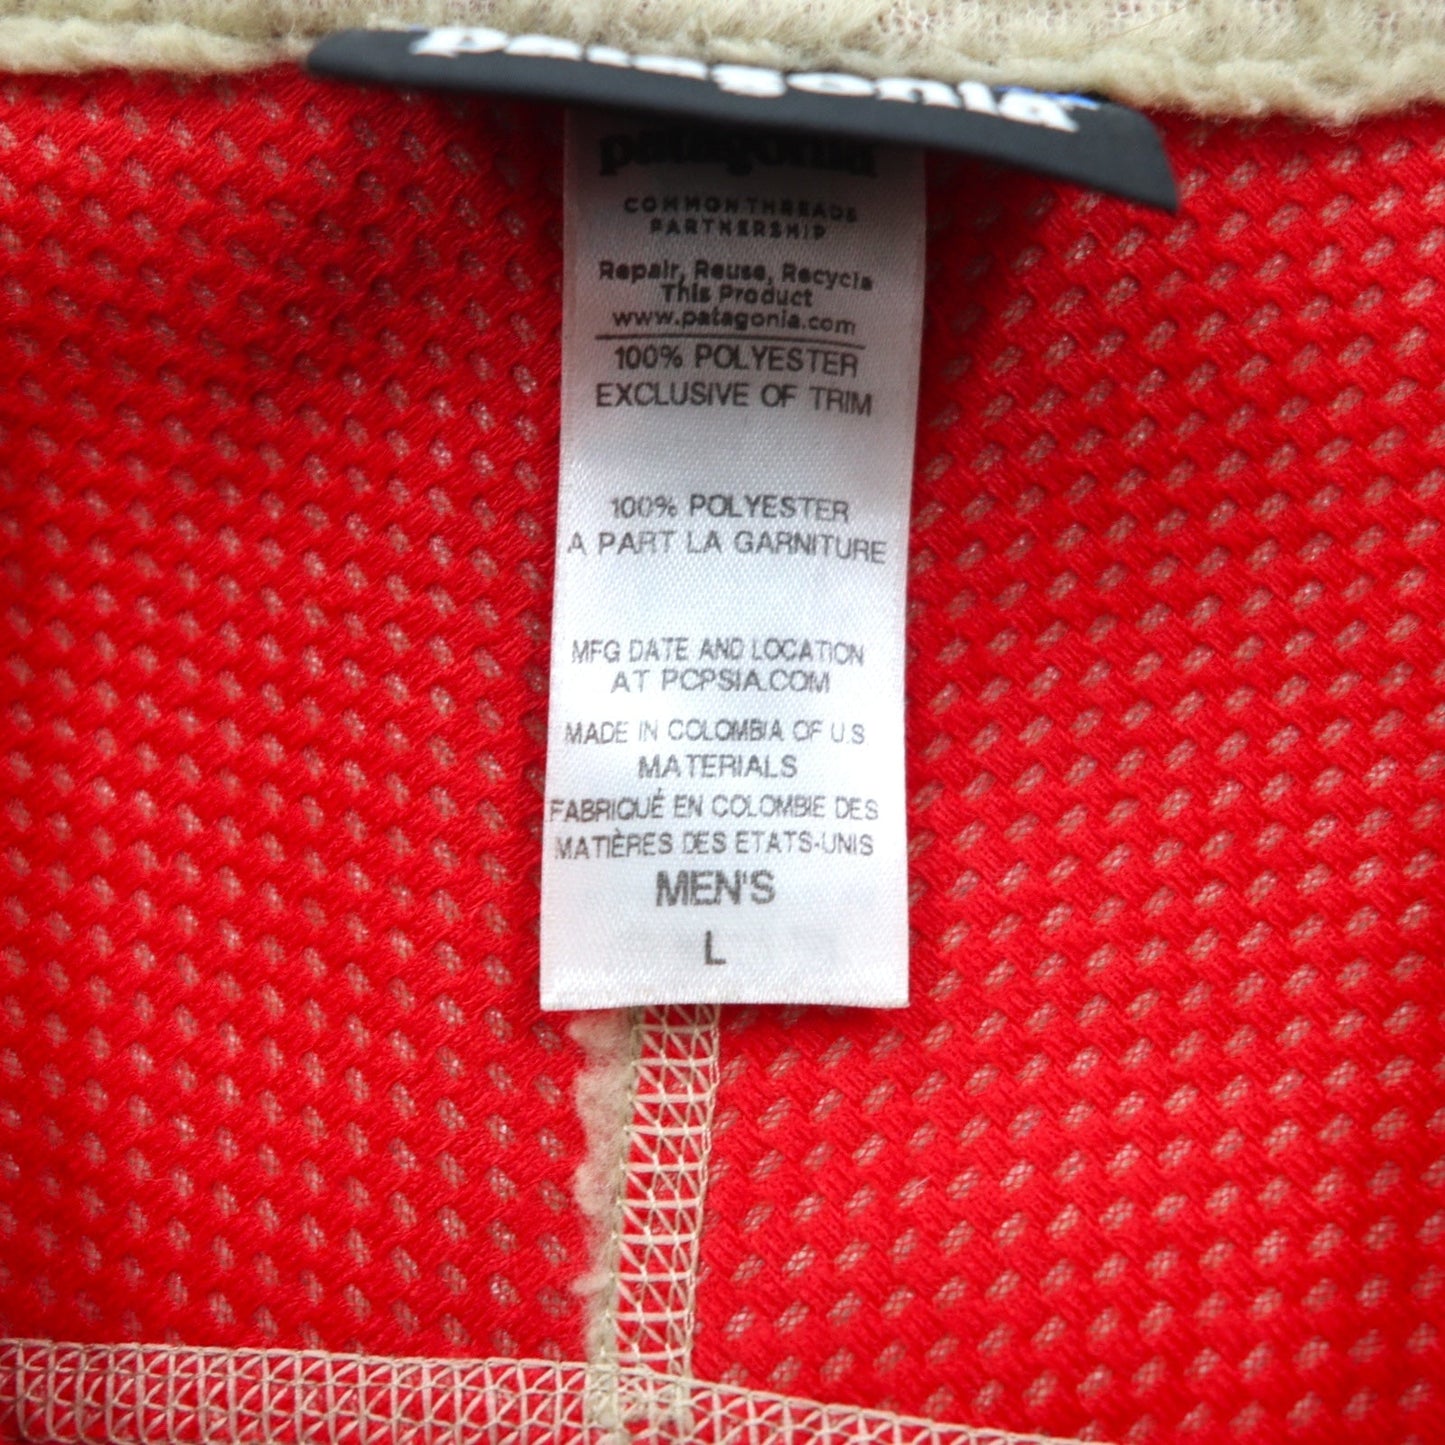 patagonia
patagonia
COMMON THREADS
PARTNERSHIP
Repair, Reuse, Recycle
This Product
www.patagonia.com
100% POLYESTER
EXCLUSIVE OF TRIM
100% POLYESTER
A PART LA GARNITURE
MFG DATE AND LOCATION
AT PCPSIA.COM
MADE IN COLOMBIA OF U.S
MATERIALS
FABRIQUÉ EN COLOMBIE DES
MATIÈRES DES ETATS-UNIS
MEN'S
L